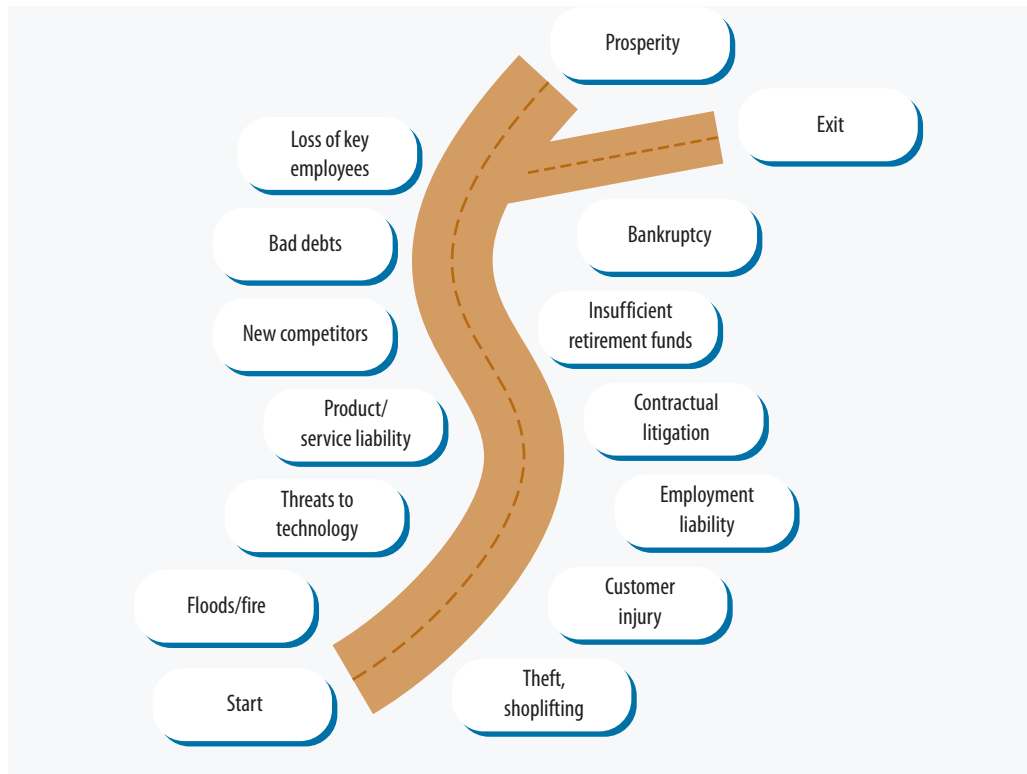 Prosperity
Exit
Loss of key
employees
Bad debts
New competitors
Product/
service liability
Threats to
technology
Floods/fire
Start
Bankruptcy
Insufficient
retirement funds
Contractual
litigation
Employment
liability
Customer
injury
Theft,
shoplifting